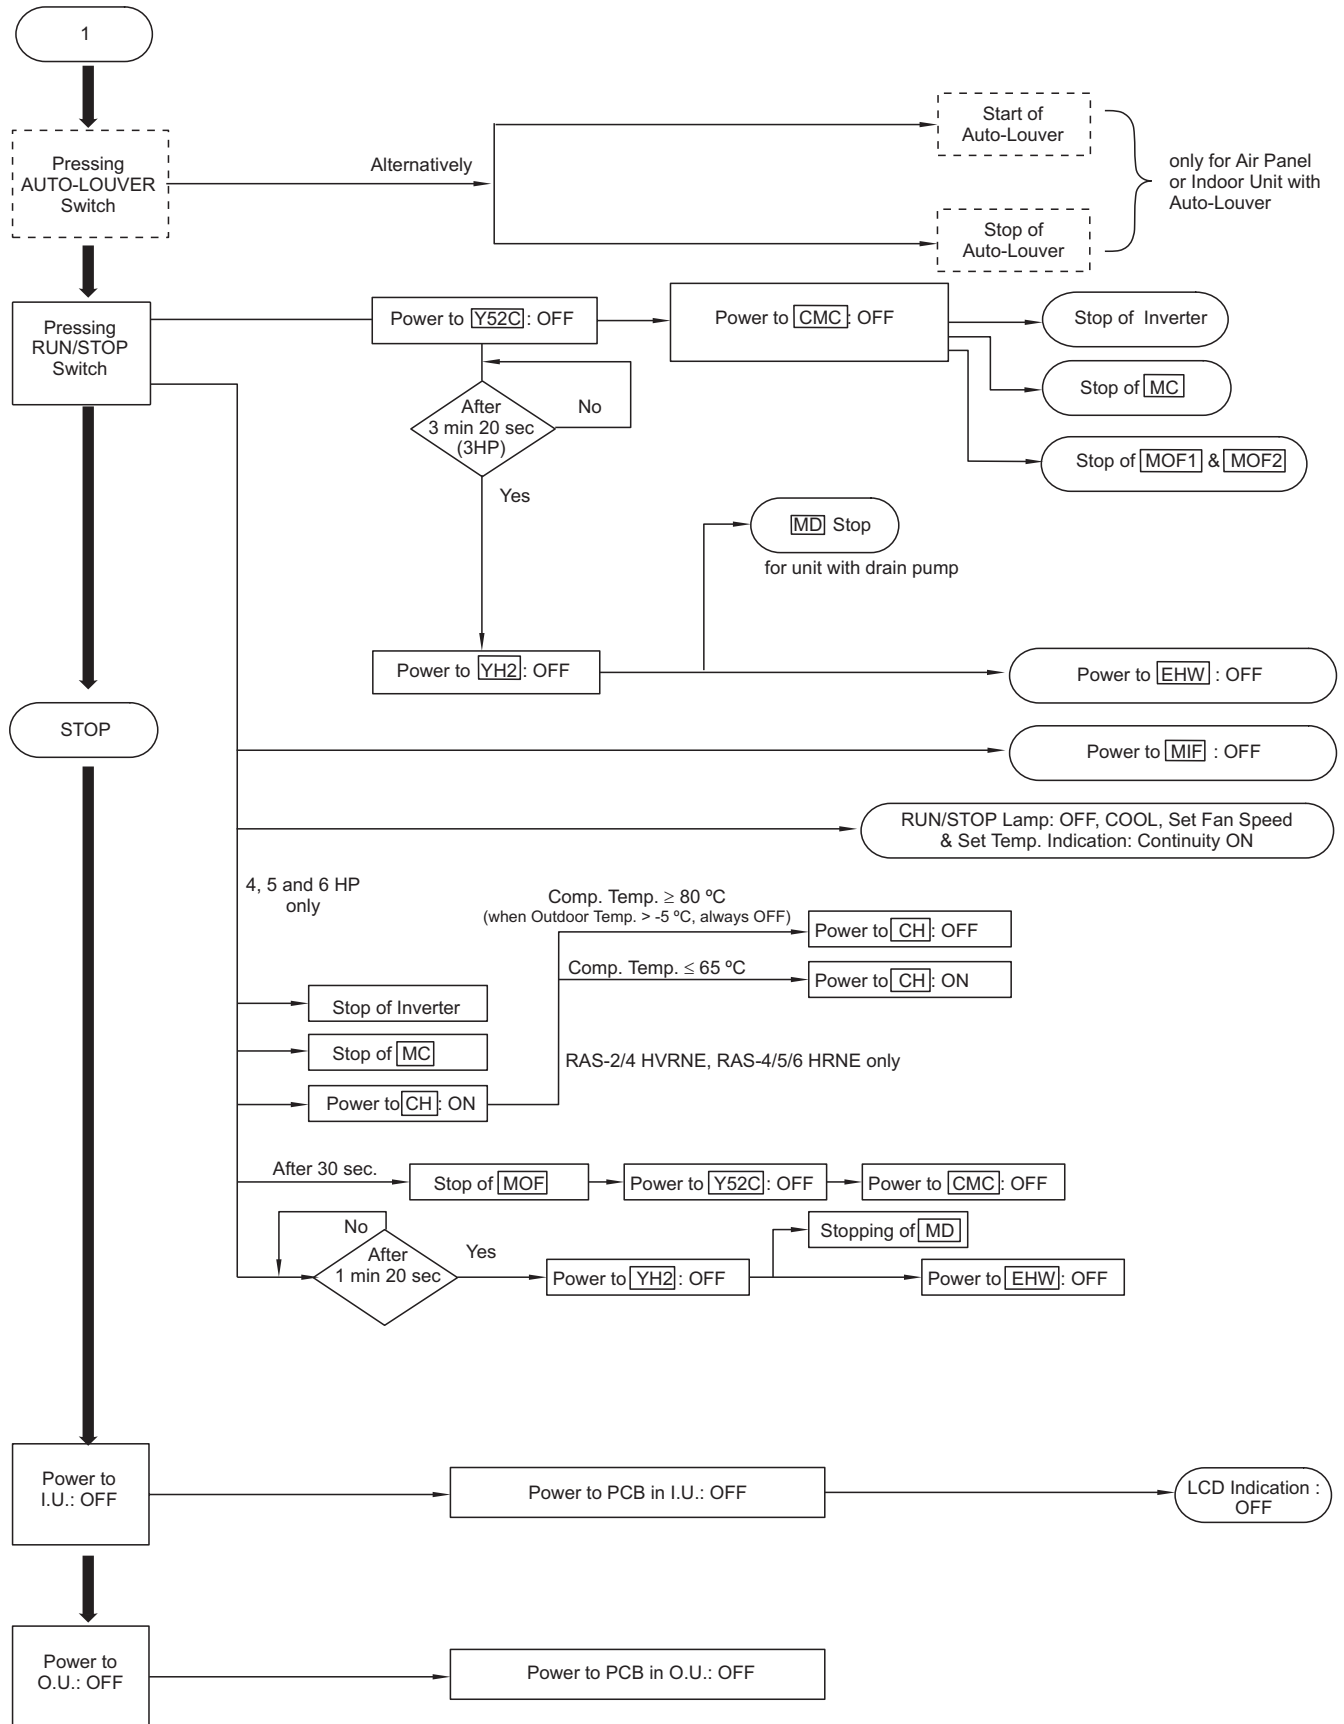 1
Pressing
AUTO-LOUVER
Switch
Alternatively
Start of
Auto-Louver
Stop of
Auto-Louver
only for Air Panel
or Indoor Unit with
Auto-Louver
Pressing
RUN/STOP
Switch
Power to Y52C : OFF
Power to CMC : OFF
Stop of Inverter
Stop of MC
Stop of MOF1 & MOF2
After
3 min 20 sec
(3HP)
No
Yes
MD Stop
for unit with drain pump
Power to YH2 : OFF
Power to EHW : OFF
STOP
Power to MIF : OFF
RUN/STOP Lamp: OFF, COOL, Set Fan Speed
& Set Temp. Indication: Continuity ON
4, 5 and 6 HP
only
Comp. Temp. ≥ 80 ºC
(when Outdoor Temp. > -5 ºC, always OFF)
Power to CH : OFF
Comp. Temp. ≤ 65 ºC
Power to CH : ON
Stop of Inverter
Stop of MC
RAS-2/4 HVRNE, RAS-4/5/6 HRNE only
Power to CH : ON
After 30 sec.
Stop of MOF
Power to Y52C : OFF
Power to CMC : OFF
No
After
1 min 20 sec
Yes
Stopping of MD
Power to YH2 : OFF
Power to EHW : OFF
Power to
I.U.: OFF
Power to PCB in I.U.: OFF
LCD Indication :
OFF
Power to
O.U.: OFF
Power to PCB in O.U.: OFF